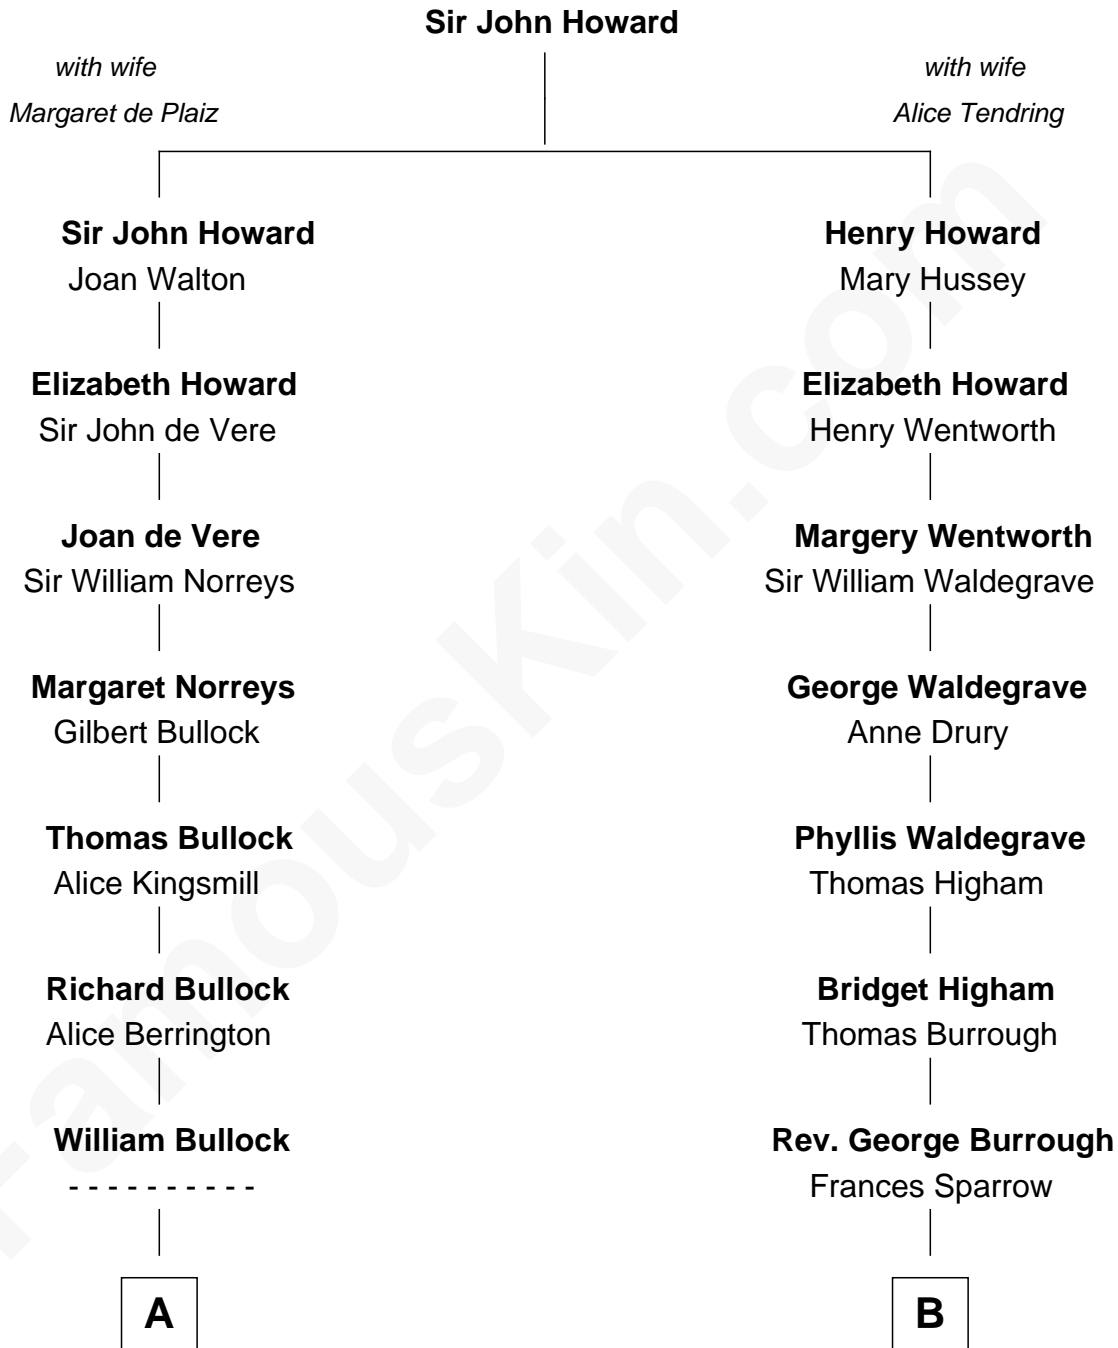 Sir John Howard
with wife
Margaret de Plaiz
with wife
Alice Tendring
Sir John Howard
Joan Walton
Henry Howard
Mary Hussey
Elizabeth Howard
Sir John de Vere
Elizabeth Howard
Henry Wentworth
Joan de Vere
Sir William Norreys
Margery Wentworth
Sir William Waldegrave
Margaret Norreys
Gilbert Bullock
George Waldegrave
Anne Drury
Thomas Bullock
Alice Kingsmill
Phyllis Waldegrave
Thomas Higham
Richard Bullock
Alice Berrington
Bridget Higham
Thomas Burrough
William Bullock
- - - - - - - - - -
Rev. George Burrough
Frances Sparrow
A
B
FamousKin.com